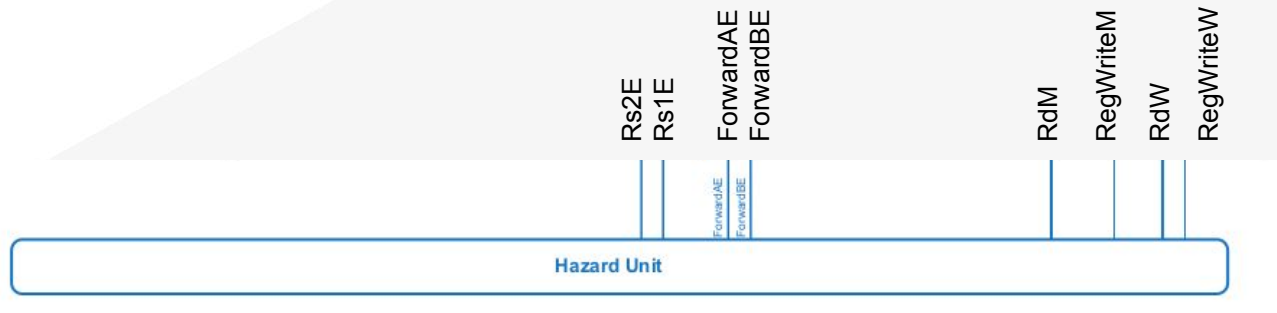 Rs2E
Rs1E
ForwardAE
ForwardBE
RdM
RegWriteM
RdW
RegWriteW
ForwardAE
ForwardBE
Hazard Unit